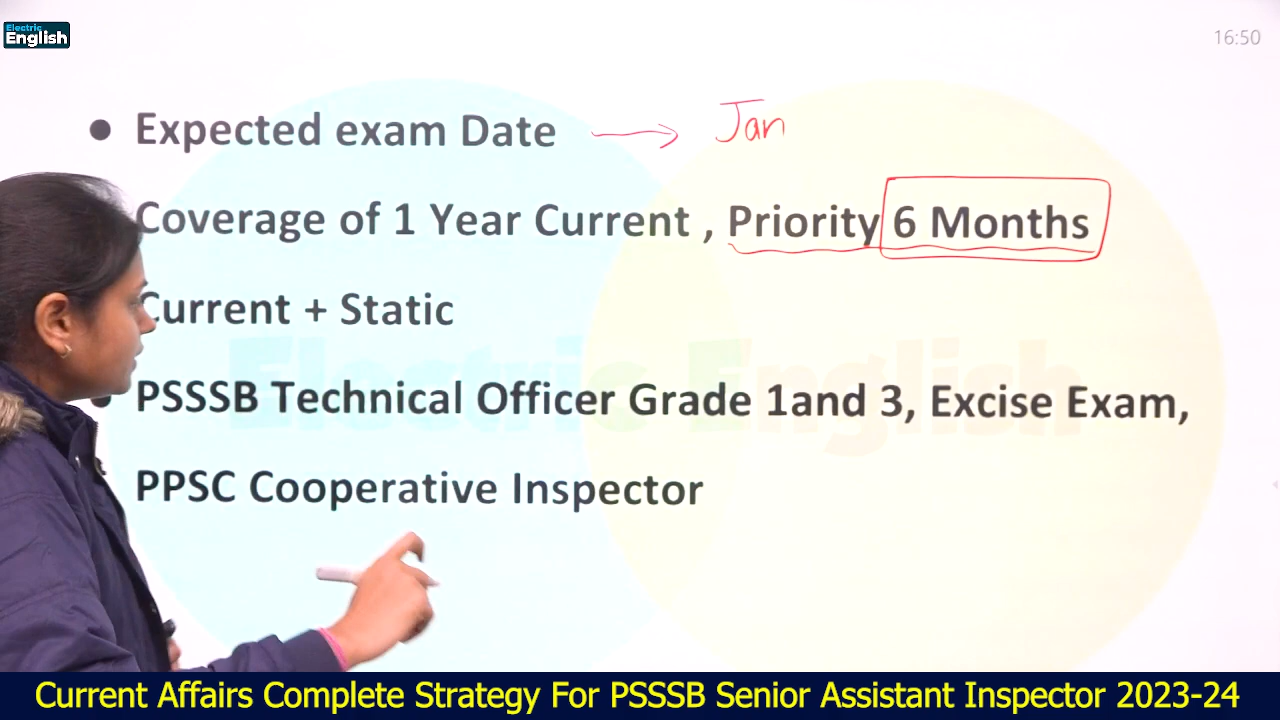 Electric
English
16:50
Expected exam Date → Jan
Coverage of 1 Year Current , Priority 6 Months
Current + Static
PSSSB Technical Officer Grade 1and 3, Excise Exam,
PPSC Cooperative Inspector
Electric English
Current Affairs Complete Strategy For PSSSB Senior Assistant Inspector 2023-24